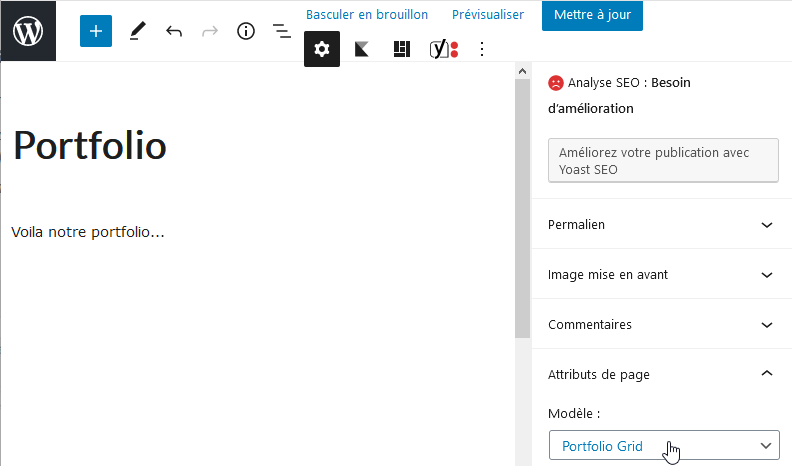 Basculer en brouillon Prévisualiser Mettre à jour
Portfolio
Voila notre portfolio...
Analyse SEO : Besoin
d'amélioration
Améliorez votre publication avec
Yoast SEO
Permalien
Image mise en avant
Commentaires
Attributs de page
Modèle :
Portfolio Grid